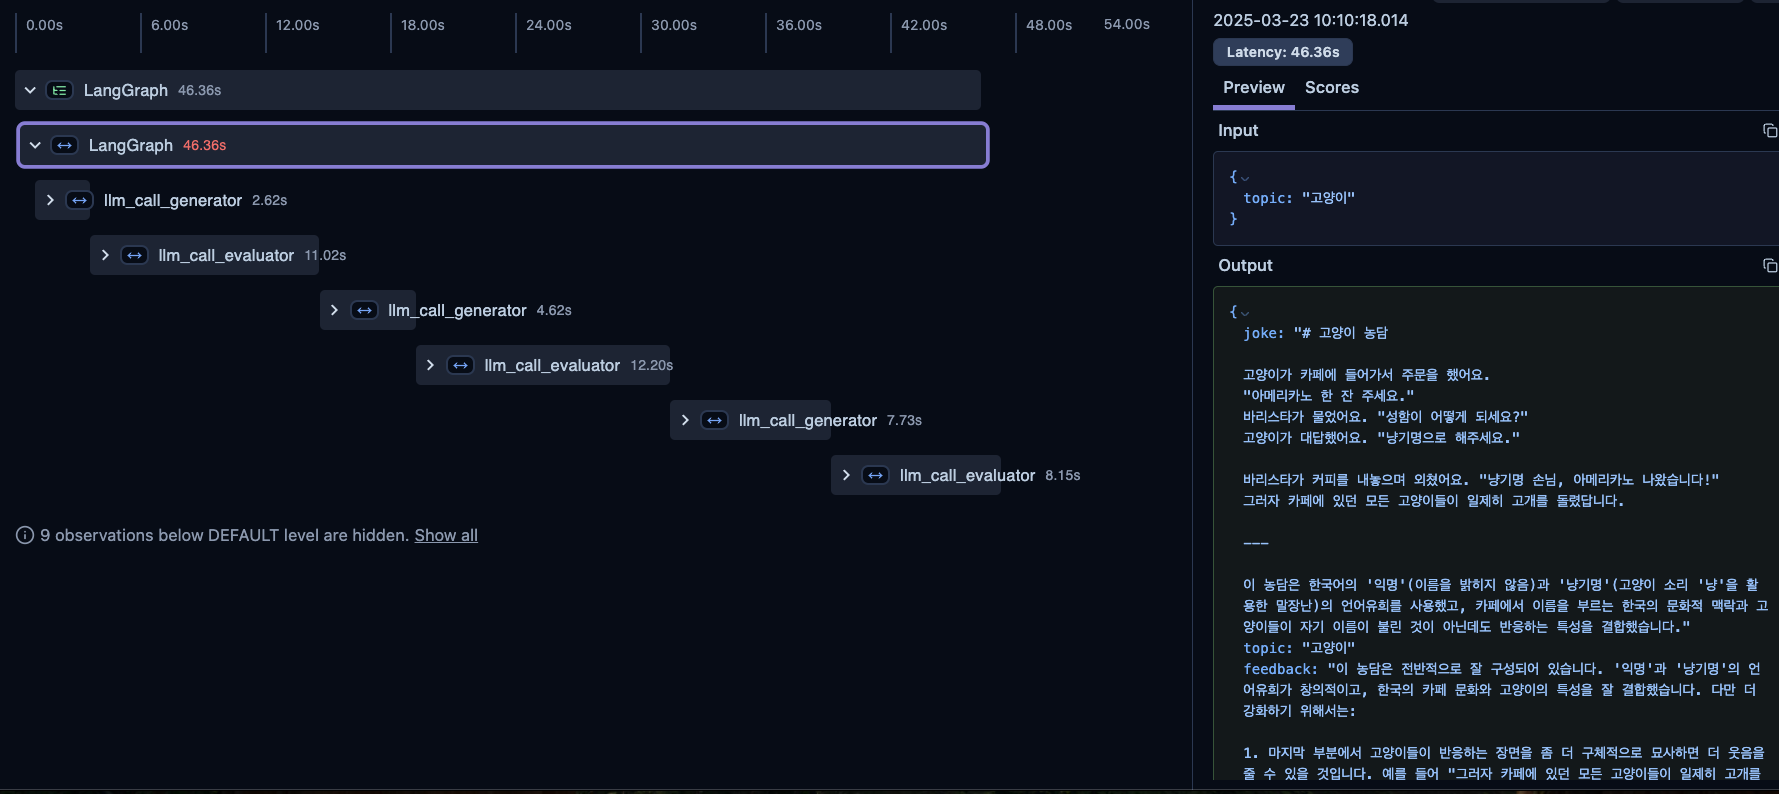 0.00s 6.00s 12.00s 18.00s 24.00s 30.00s 36.00s 42.00s 48.00s 54.00s
LangGraph 46.36s
LangGraph 46.36s
llm_call_generator 2.62s
llm_call_evaluator 11.02s
llm_call_generator 4.62s
llm_call_evaluator 12.20s
llm_call_generator 7.73s
llm_call_evaluator 8.15s
9 observations below DEFAULT level are hidden. Show all
2025-03-23 10:10:18.014
Latency: 46.36s
Preview Scores
Input
{
topic: "고양이"
}
Output
{
joke: "# 고양이 농담
고양이가 카페에 들어가서 주문을 했어요.
"아메리카노 한 잔 주세요."
바리스타가 물었어요. "성함이 어떻게 되세요?"
고양이가 대답했어요. "냥기명으로 해주세요."
바리스타가 커피를 내놓으며 외쳤어요. "냥기명 손님, 아메리카노 나왔습니다!"
그러자 카페에 있던 모든 고양이들이 일제히 고개를 돌렸답니다.
---
이 농담은 한국어의 '익명'(이름을 밝히지 않음)과 '냥기명'(고양이 소리 '냥'을 활
용한 말장난)의 언어유희를 사용했고, 카페에서 이름을 부르는 한국의 문화적 맥락과 고
양이들이 자기 이름이 불린 것이 아닌데도 반응하는 특성을 결합했습니다."
topic: "고양이"
feedback: "이 농담은 전반적으로 잘 구성되어 있습니다. '익명'과 '냥기명'의 언
어유희가 창의적이고, 한국의 카페 문화와 고양이의 특성을 잘 결합했습니다. 다만 더
강화하기 위해서는:
1. 마지막 부분에서 고양이들이 반응하는 장면을 좀 더 구체적으로 묘사하면 더 웃음을
줄 수 있을 것입니다. 예를 들어 "그러자 카페에 있던 모든 고양이들이 일제히 고개를